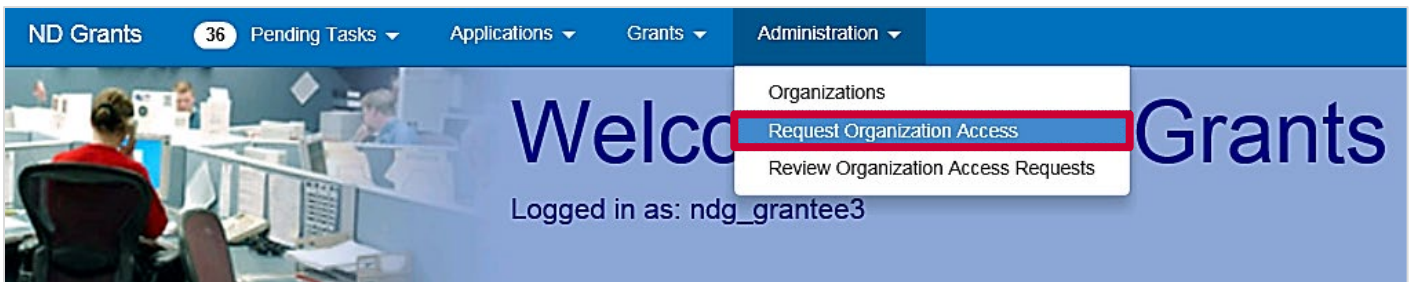 ND Grants 36 Pending Tasks Applications Grants Administration
Organizations
Request Organization Access
Review Organization Access Requests
Welco Grants
Logged in as: ndg_grantee3